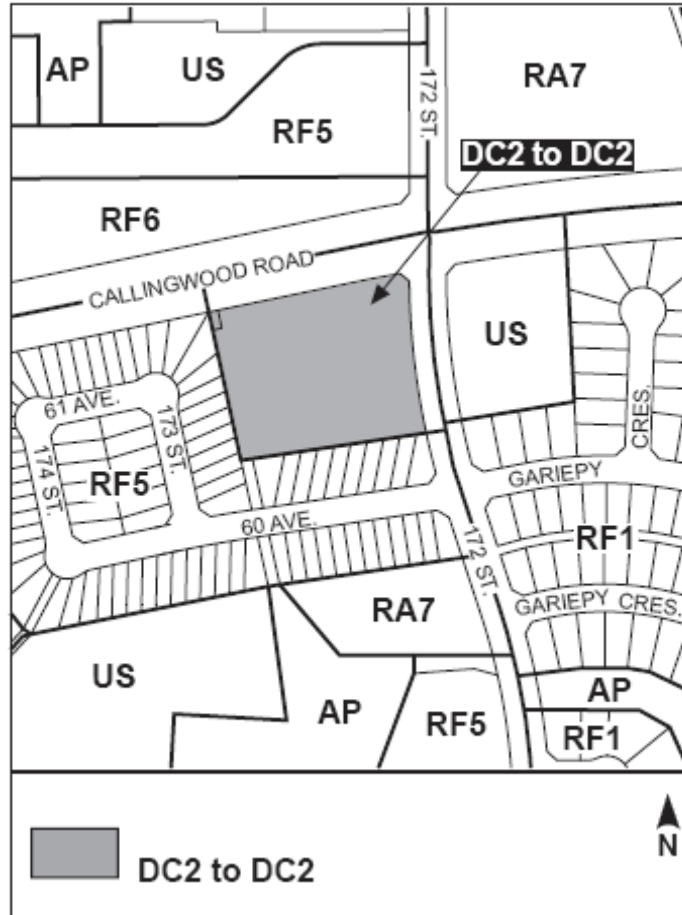 AP
US
172 ST.
RA7
RF5
DC2 to DC2
RF6
CALLINGWOOD ROAD
US
61 AVE.
173 ST.
174 ST.
RF5
CRES.
GARIEPY
60 AVE.
172 ST.
RF1
RA7
GARIEPY CRES.
US
AP
RF5
AP
RF1
N
DC2 to DC2